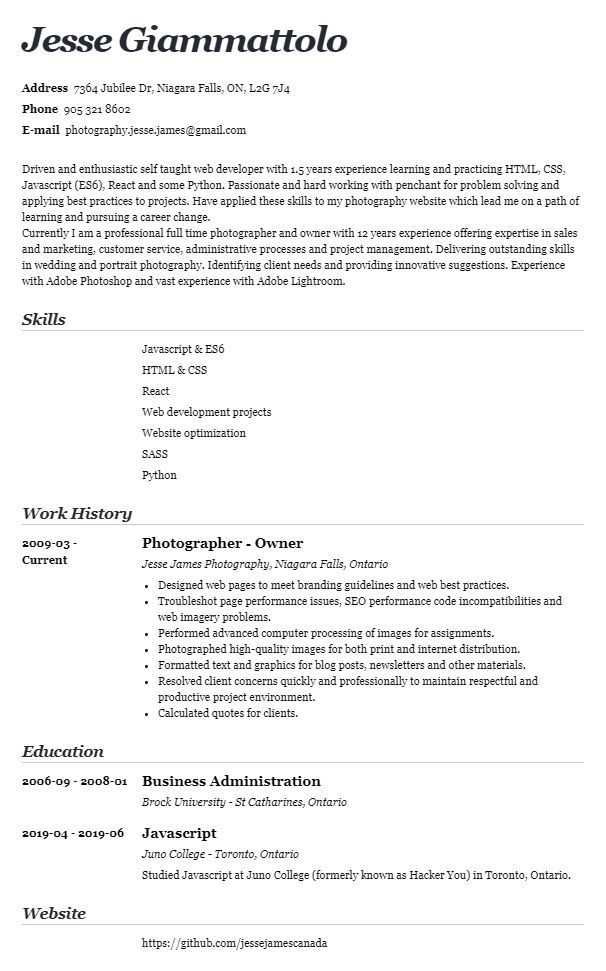 Jesse Giammattolo
Address 7364 Jubilee Dr, Niagara Falls, ON, L2G 7J4
Phone 905 321 8602
E-mail photography.jesse.james@gmail.com
Driven and enthusiastic self taught web developer with 1.5 years experience learning and practicing HTML, CSS,
Javascript (ES6), React and some Python. Passionate and hard working with penchant for problem solving and
applying best practices to projects. Have applied these skills to my photography website which lead me on a path of
learning and pursuing a career change.
Currently I am a professional full time photographer and owner with 12 years experience offering expertise in sales
and marketing, customer service, administrative processes and project management. Delivering outstanding skills
in wedding and portrait photography. Identifying client needs and providing innovative suggestions. Experience
with Adobe Photoshop and vast experience with Adobe Lightroom.
Skills
Javascript & ES6
HTML & CSS
React
Web development projects
Website optimization
SASS
Python
Work History
2009-03 - Current
Photographer - Owner
Jesse James Photography, Niagara Falls, Ontario
• Designed web pages to meet branding guidelines and web best practices.
• Troubleshot page performance issues, SEO performance code incompatibilities and
web imagery problems.
• Performed advanced computer processing of images for assignments.
• Photographed high-quality images for both print and internet distribution.
• Formatted text and graphics for blog posts, newsletters and other materials.
• Resolved client concerns quickly and professionally to maintain respectful and
productive project environment.
• Calculated quotes for clients.
Education
2006-09 - 2008-01 Business Administration
Brock University - St Catharines, Ontario
2019-04 - 2019-06 Javascript
Juno College - Toronto, Ontario
Studied Javascript at Juno College (formerly known as Hacker You) in Toronto, Ontario.
Website
https://github.com/jessejamescanada